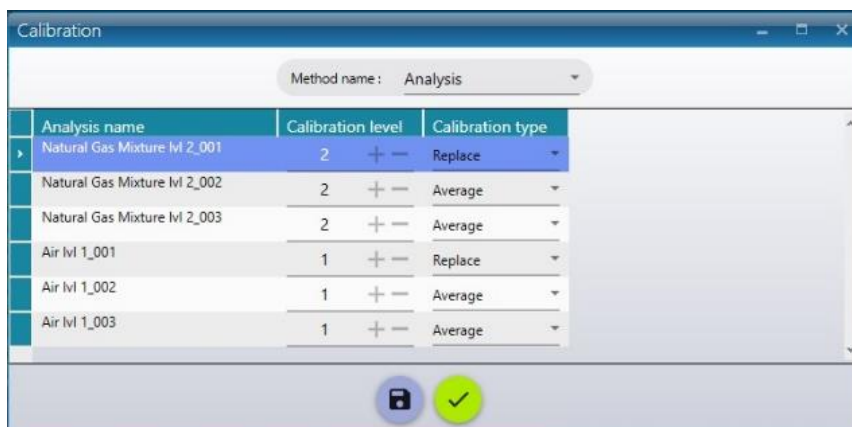 Calibration
Method name : Analysis
Analysis name Calibration level Calibration type
Natural Gas Mixture lvl 2_001 2 Replace
Natural Gas Mixture lvl 2_002 2 Average
Natural Gas Mixture lvl 2_003 2 Average
Air lvl 1_001 1 Replace
Air lvl 1_002 1 Average
Air lvl 1_003 1 Average